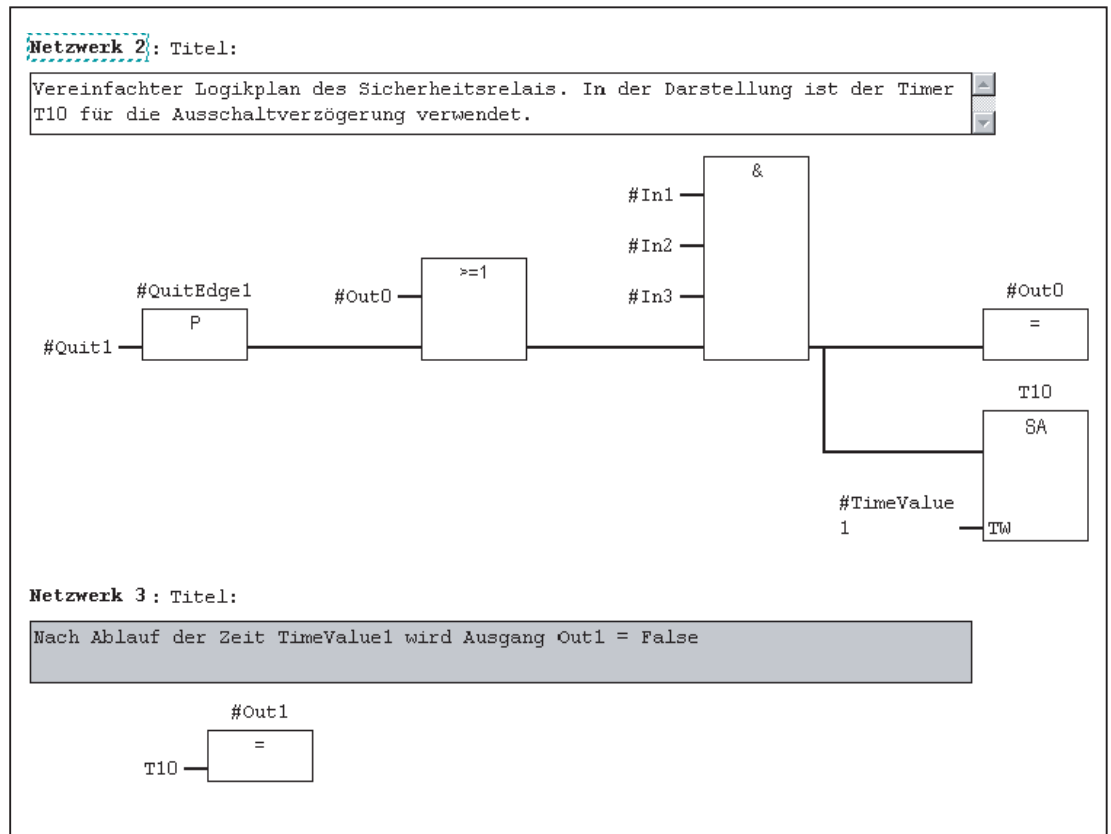 Netzwerk 2: Titel:
Vereinfachter Logikplan des Sicherheitsrelais. In der Darstellung ist der Timer
T10 für die Ausschaltverzögerung verwendet.
&
#In1
#In2
#In3
>=1
#Out0
#QuitEdge1
P
#Quit1
#Out0
=
T10
SA
#TimeValue
1
TW
Netzwerk 3: Titel:
Nach Ablauf der Zeit TimeValue1 wird Ausgang Out1 = False
#Out1
=
T10